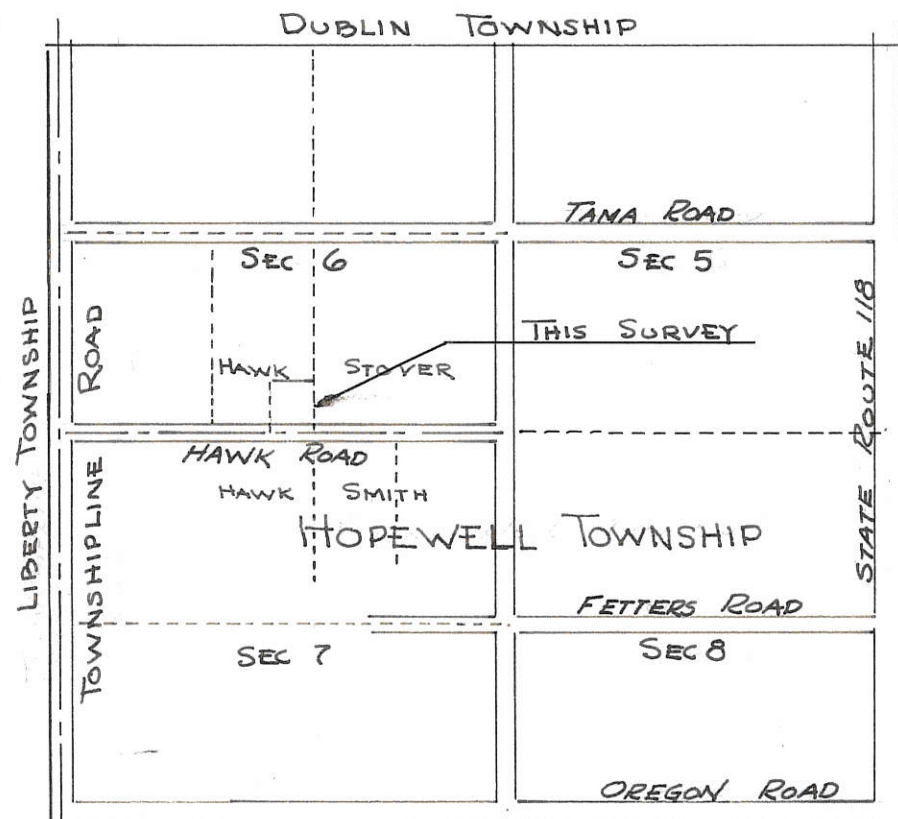 DUBLIN TOWNSHIP
TAMA ROAD
SEC 6
SEC 5
THIS SURVEY
HAWK
STOVER
ROAD
LIBERTY TOWNSHIP
STATE ROUTE 118
HAWK ROAD
HAWK
SMITH
HOPEWELL TOWNSHIP
TOWNSHIPLINE
FETTERS ROAD
SEC 7
SEC 8
OREGON ROAD